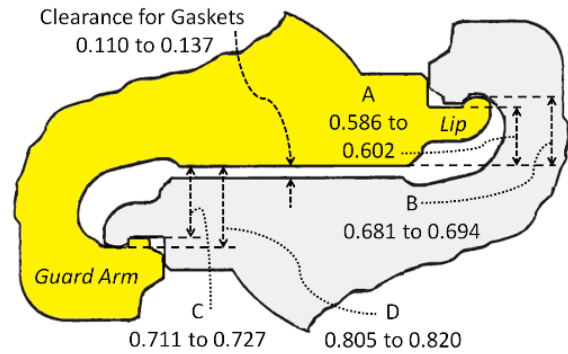 Clearance for Gaskets
0.110 to 0.137
A
0.586 to
0.602
Lip
B
0.681 to 0.694
Guard Arm
C
0.711 to 0.727
D
0.805 to 0.820